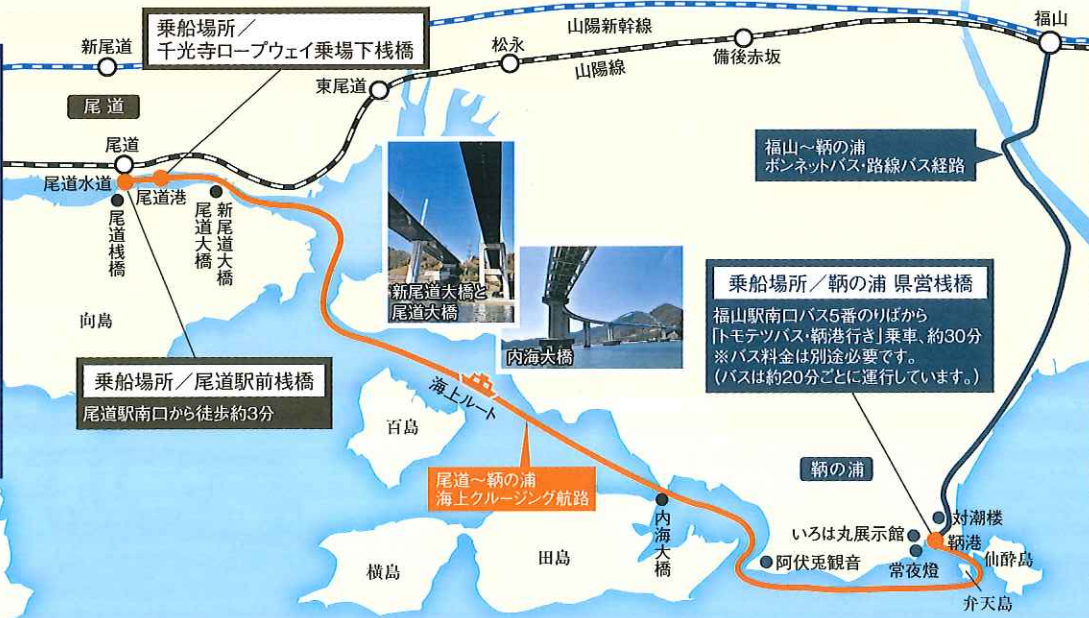 乗船場所／
千光寺ロープウェイ乗場下桟橋
山陽新幹線
福山
新尾道
松永
山陽線
備後赤坂
東尾道
尾道
尾道
尾道水道
尾道港
尾道桟橋
尾道大橋
新尾道大橋
福山～鞆の浦
ボンネットバス・路線バス経路
新尾道大橋と
尾道大橋
内海大橋
乗船場所／鞆の浦 県営桟橋
福山駅南口バス5番のりばから
「トモテツバス・鞆港行き」乗車、約30分
※バス料金は別途必要です。
(バスは約20分ごとに運行しています。)
向島
乗船場所／尾道駅前桟橋
尾道駅南口から徒歩約3分
海上ルート
百島
尾道～鞆の浦
海上クルージング航路
鞆の浦
内海大橋
対潮楼
いろは丸展示館
鞆港
仙酔島
常夜燈
阿伏兎観音
横島
田島
弁天島